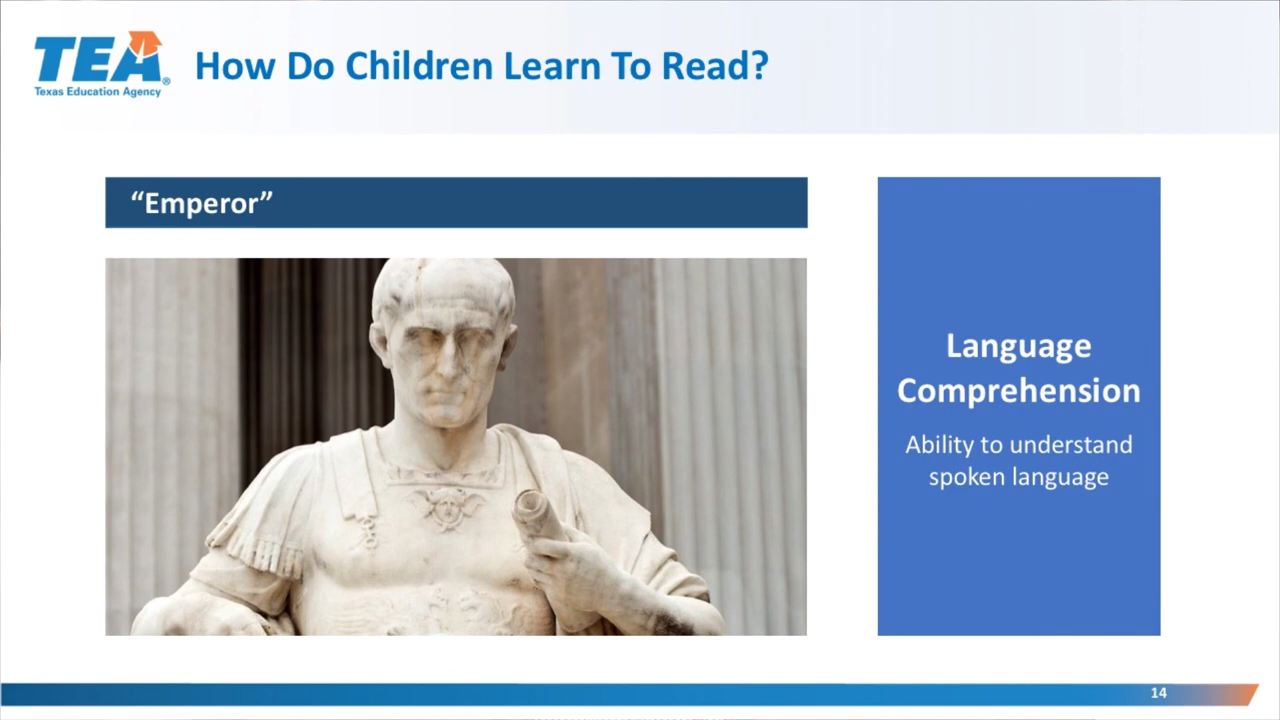 TEA®
Texas Education Agency
How Do Children Learn To Read?
“Emperor”
Language
Comprehension
Ability to understand
spoken language
14